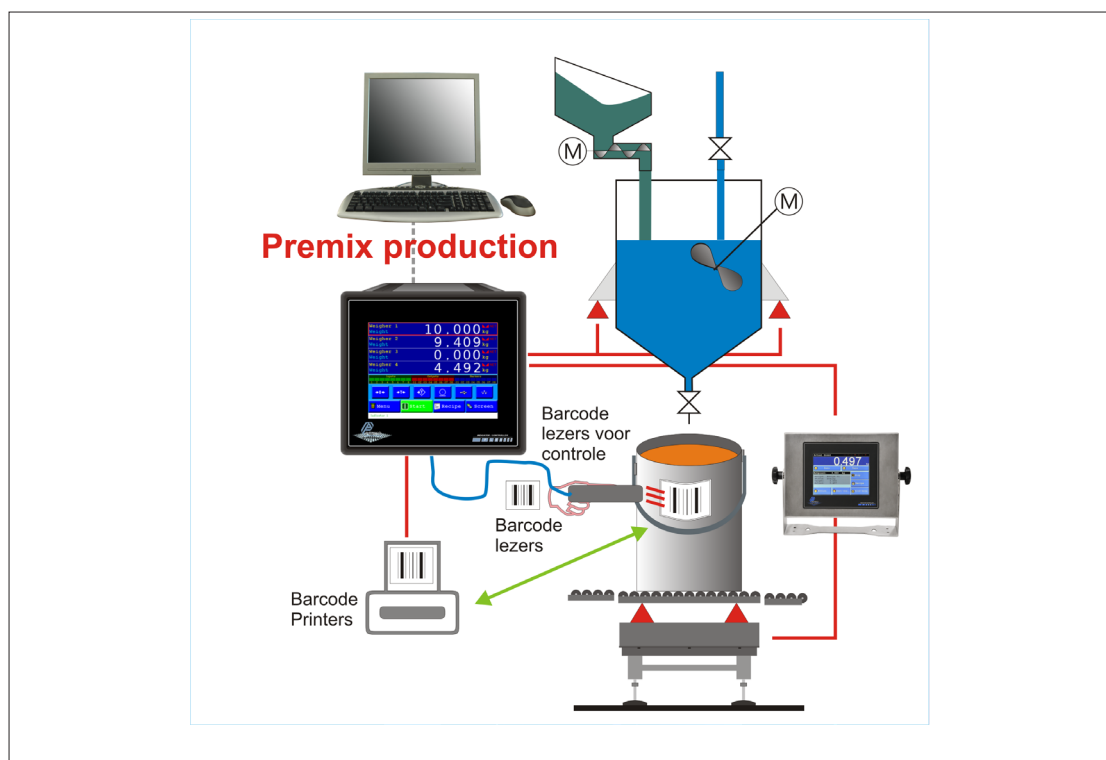 M
M
Premix production
Weigher 1
Weight
10.000 kg
Weigher 2
Weight
9.409 kg
Weigher 3
Weight
0.000 kg
Weigher 4
Weight
4.492 kg
Menu
Start
Recipe
Screen
Barcode
lezers voor
controle
0.497
Barcode
lezers
Barcode
Printers